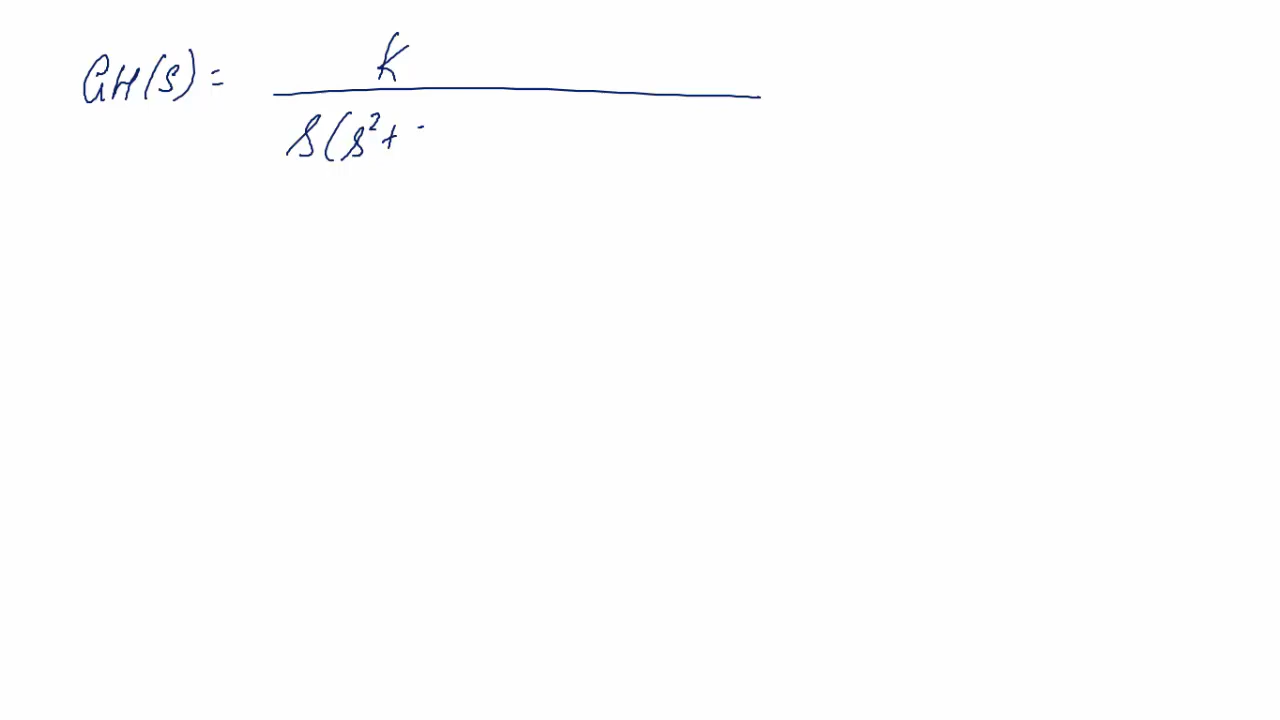 GH(s) = K
s(s²+